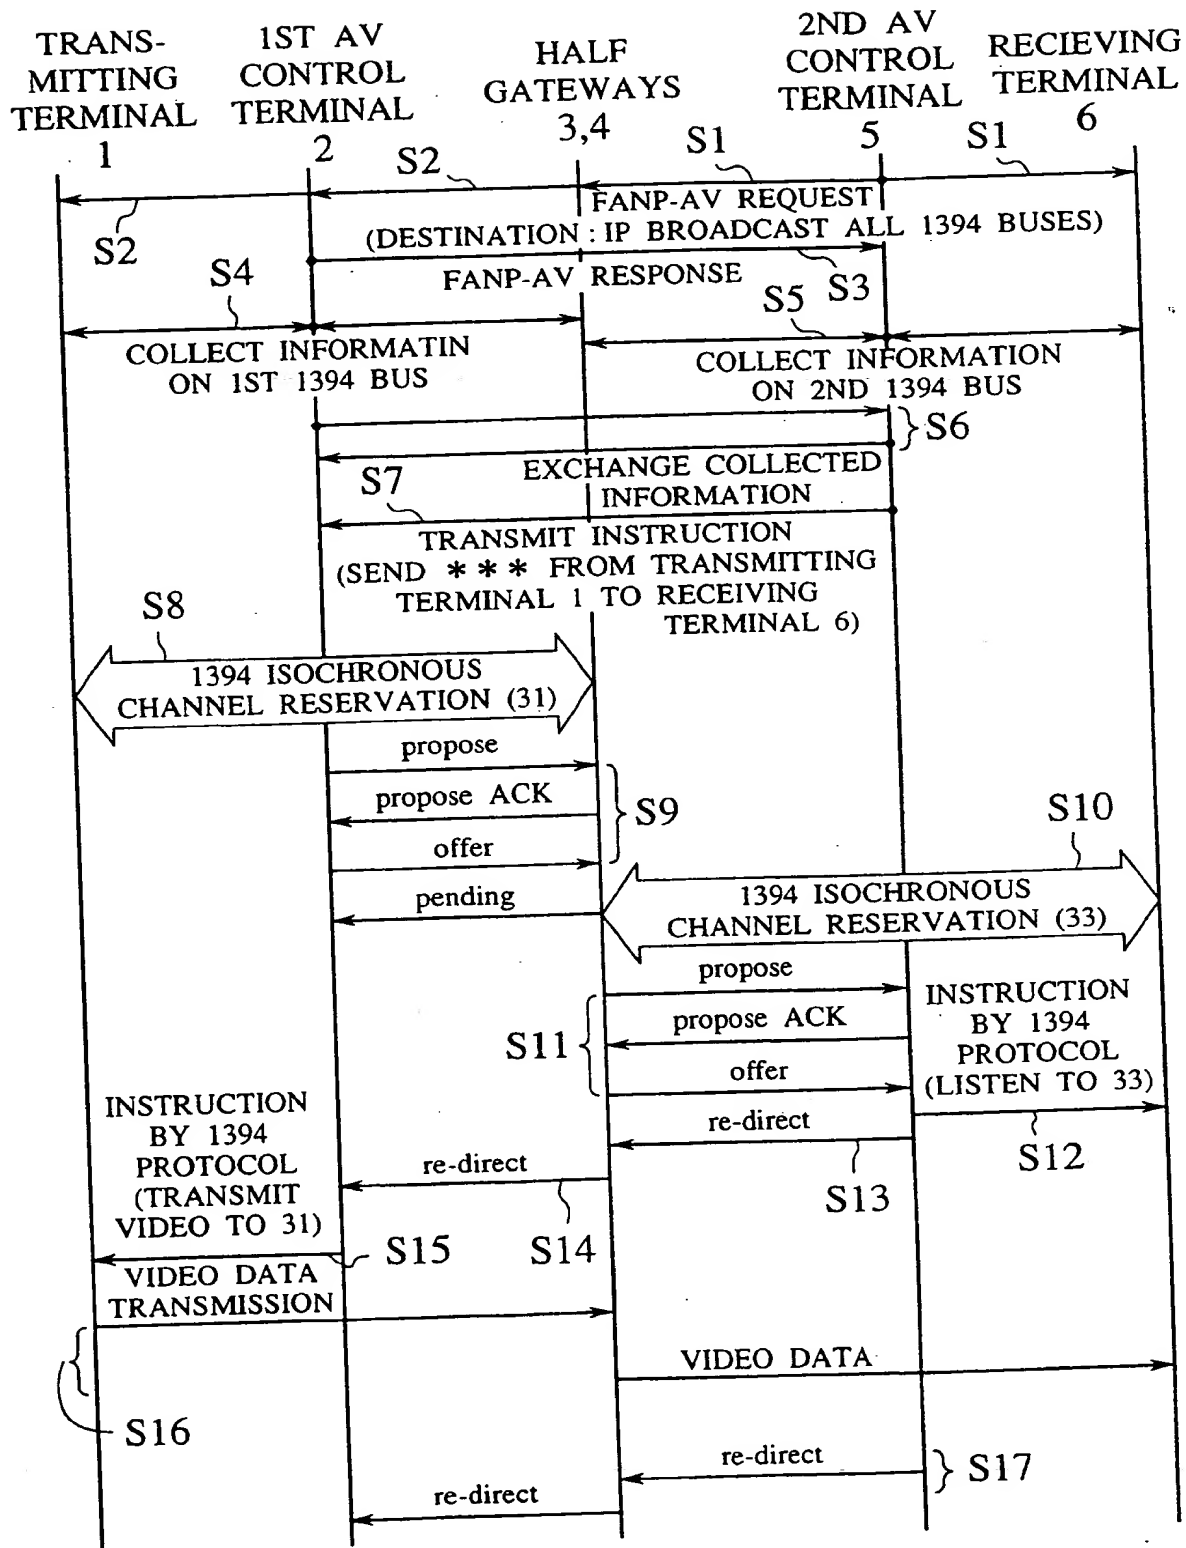 TRANS-
MITTING
TERMINAL
1
1ST AV
CONTROL
TERMINAL
2
HALF
GATEWAYS
3,4
2ND AV
CONTROL
TERMINAL
5
RECIEVING
TERMINAL
6
S2
S1
S1
FANP-AV REQUEST
(DESTINATION : IP BROADCAST ALL 1394 BUSES)
S2
FANP-AV RESPONSE
S3
S4
S5
COLLECT INFORMATIN
ON 1ST 1394 BUS
COLLECT INFORMATION
ON 2ND 1394 BUS
S6
EXCHANGE COLLECTED
INFORMATION
S7
TRANSMIT INSTRUCTION
(SEND *** FROM TRANSMITTING
TERMINAL 1 TO RECEIVING
TERMINAL 6)
S8
1394 ISOCHRONOUS
CHANNEL RESERVATION (31)
propose
propose ACK
offer
S9
pending
S10
1394 ISOCHRONOUS
CHANNEL RESERVATION (33)
propose
propose ACK
offer
S11
INSTRUCTION
BY 1394
PROTOCOL
(LISTEN TO 33)
S12
re-direct
S13
re-direct
S14
INSTRUCTION
BY 1394
PROTOCOL
(TRANSMIT
VIDEO TO 31)
S15
VIDEO DATA
TRANSMISSION
VIDEO DATA
S16
re-direct
S17
re-direct